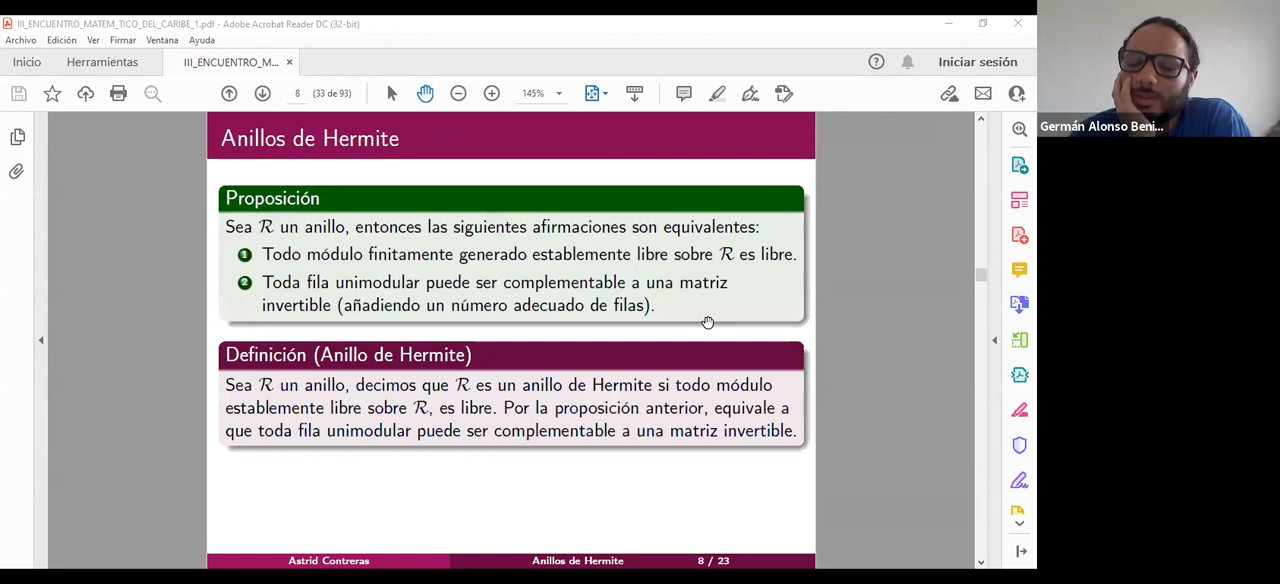 III_ENCUENTRO_MATEM_TICO_DEL_CARIBE_1.pdf - Adobe Acrobat Reader DC (32-bit)
Archivo Edición Ver Firmar Ventana Ayuda
Inicio Herramientas III_ENCUENTRO_M... × Iniciar sesión
8 (33 de 93) 145%
Germán Alonso Beni...
Anillos de Hermite
Proposición
Sea R un anillo, entonces las siguientes afirmaciones son equivalentes:
1 Todo módulo finitamente generado establemente libre sobre R es libre.
2 Toda fila unimodular puede ser complementable a una matriz
invertible (añadiendo un número adecuado de filas).
Definición (Anillo de Hermite)
Sea R un anillo, decimos que R es un anillo de Hermite si todo módulo
establemente libre sobre R, es libre. Por la proposición anterior, equivale a
que toda fila unimodular puede ser complementable a una matriz invertible.
Astrid Contreras Anillos de Hermite 8 / 23